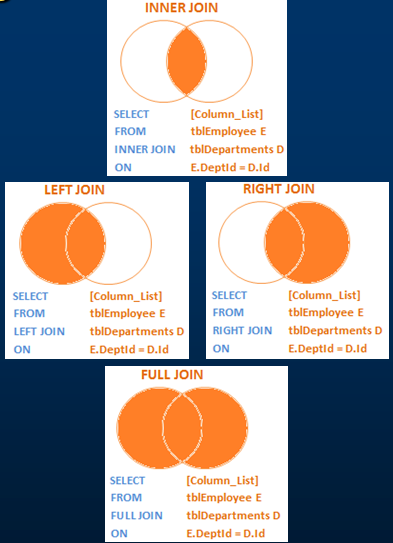 INNER JOIN
SELECT [Column_List]
FROM tblEmployee E
INNER JOIN tblDepartments D
ON E.DeptId = D.Id
LEFT JOIN
SELECT [Column_List]
FROM tblEmployee E
LEFT JOIN tblDepartments D
ON E.DeptId = D.Id
RIGHT JOIN
SELECT [Column_List]
FROM tblEmployee E
RIGHT JOIN tblDepartments D
ON E.DeptId = D.Id
FULL JOIN
SELECT [Column_List]
FROM tblEmployee E
FULL JOIN tblDepartments D
ON E.DeptId = D.Id